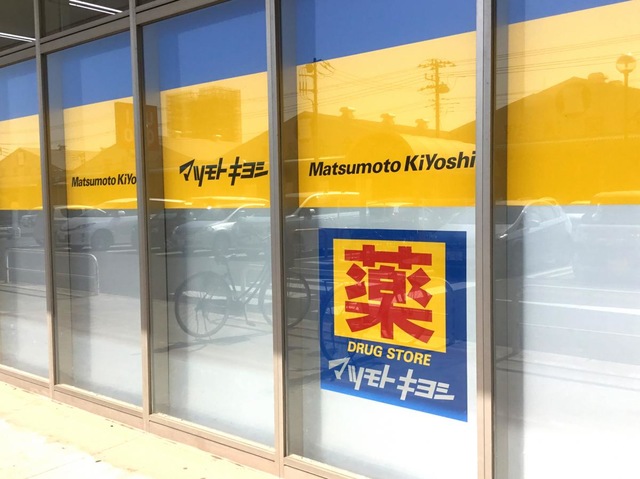 Matsumoto KiYo
マツモトキヨシ
Matsumoto KiYoshi
薬
DRUG STORE
マツモトキヨシ